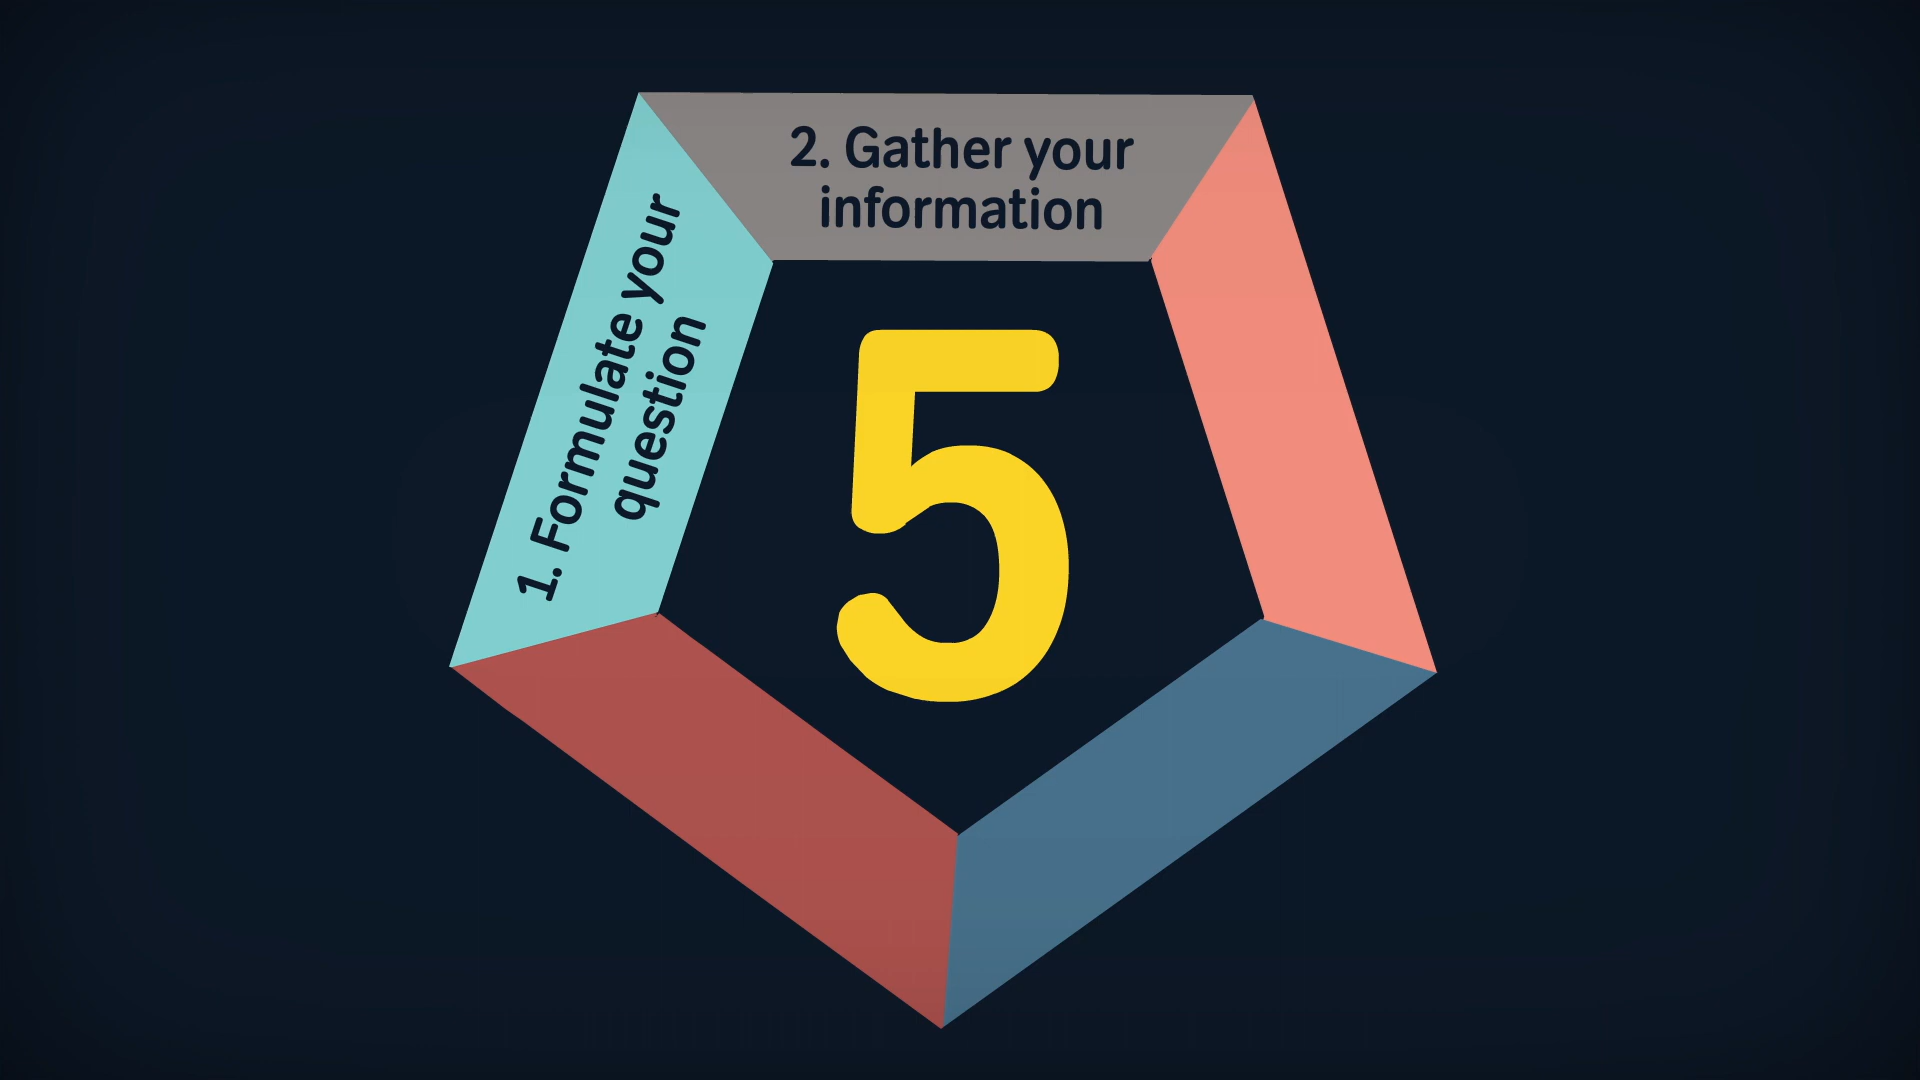 1. Formulate your
question
2. Gather your
information
5